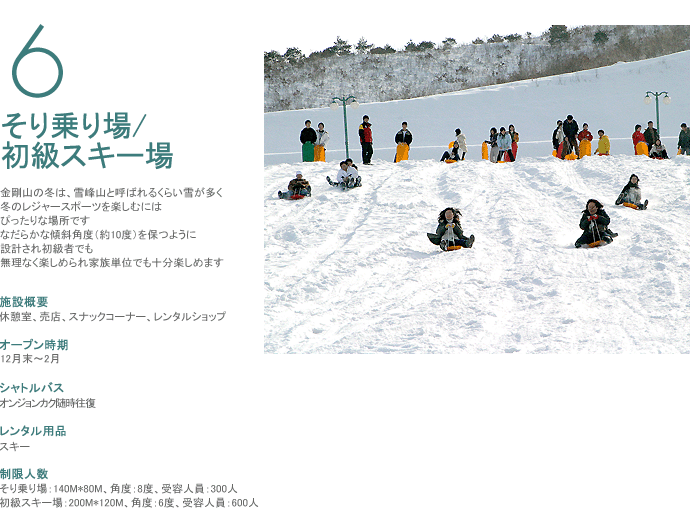 6
そり乗り場/
初級スキー場
金剛山の冬は、雪峰山と呼ばれるくらい雪が多く
冬のレジャースポーツを楽しむには
ぴったりな場所です
なだらかな傾斜角度(約10度)を保つように
設計され初級者でも
無理なく楽しめられ家族単位でも十分楽しめます
施設概要
休憩室、売店、スナックコーナー、レンタルショップ
オープン時期
12月末～2月
シャトルバス
オンジョンカク随時往復
レンタル用品
スキー
制限人数
そり乗り場:140M*80M、角度:8度、受容人員:300人
初級スキー場:200M*120M、角度:6度、受容人員:600人